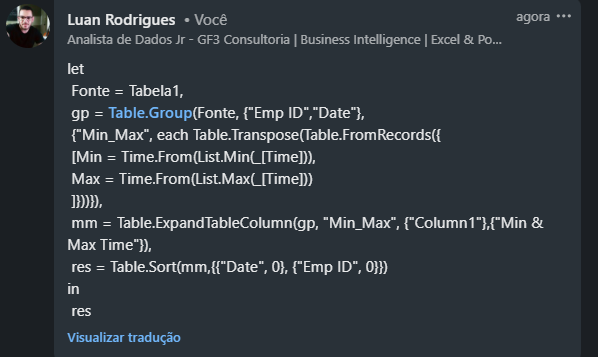 Luan Rodrigues • Você
agora •••
Analista de Dados Jr - GF3 Consultoria | Business Intelligence | Excel & Po...
let
Fonte = Tabela1,
gp = Table.Group(Fonte, {"Emp ID","Date"},
{"Min_Max", each Table.Transpose(Table.FromRecords({
[Min = Time.From(List.Min(_[Time])),
Max = Time.From(List.Max(_[Time]))
]}))}),
mm = Table.ExpandTableColumn(gp, "Min_Max", {"Column1"},{"Min &
Max Time"}),
res = Table.Sort(mm,{{"Date", 0}, {"Emp ID", 0}})
in
res
Visualizar tradução